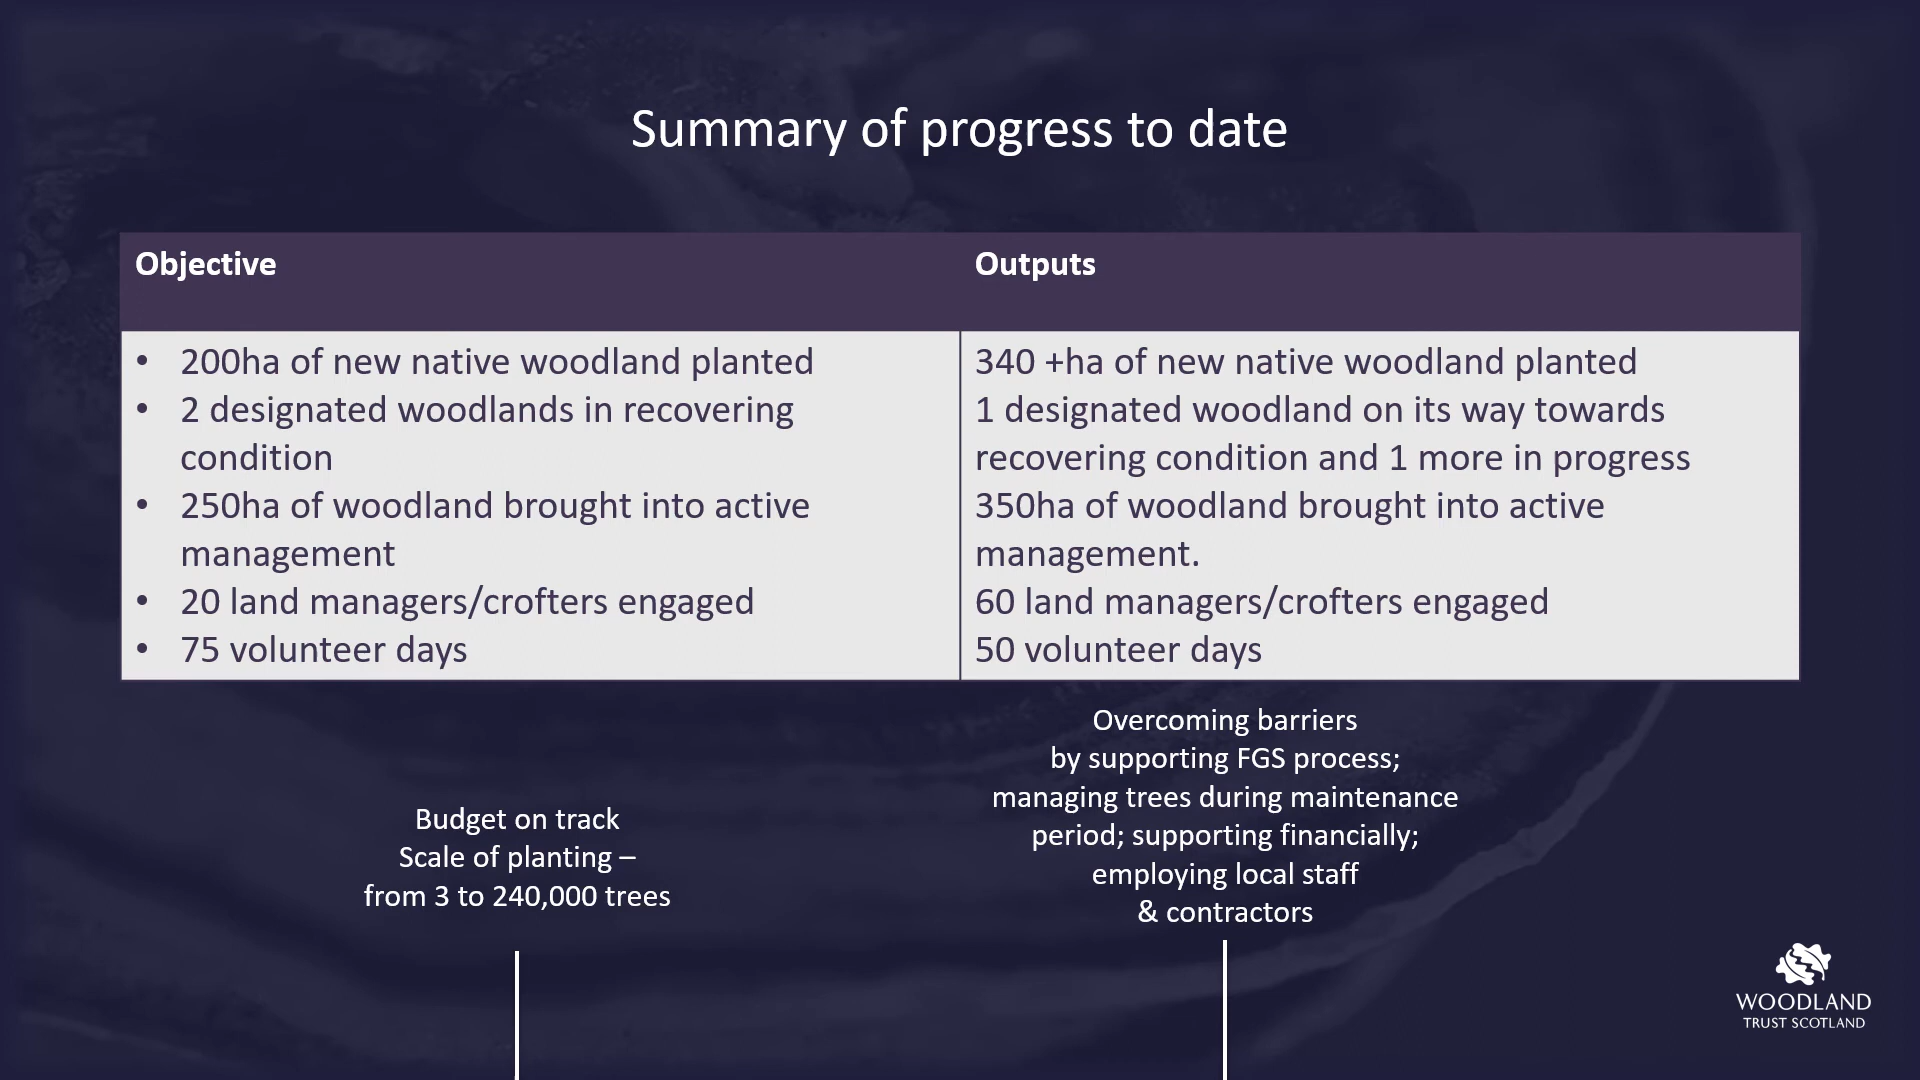 Summary of progress to date
Objective
Outputs
• 200ha of new native woodland planted
• 2 designated woodlands in recovering
condition
• 250ha of woodland brought into active
management
• 20 land managers/crofters engaged
• 75 volunteer days
340 +ha of new native woodland planted
1 designated woodland on its way towards
recovering condition and 1 more in progress
350ha of woodland brought into active
management.
60 land managers/crofters engaged
50 volunteer days
Budget on track
Scale of planting –
from 3 to 240,000 trees
Overcoming barriers
by supporting FGS process;
managing trees during maintenance
period; supporting financially;
employing local staff
& contractors
WOODLAND
TRUST SCOTLAND